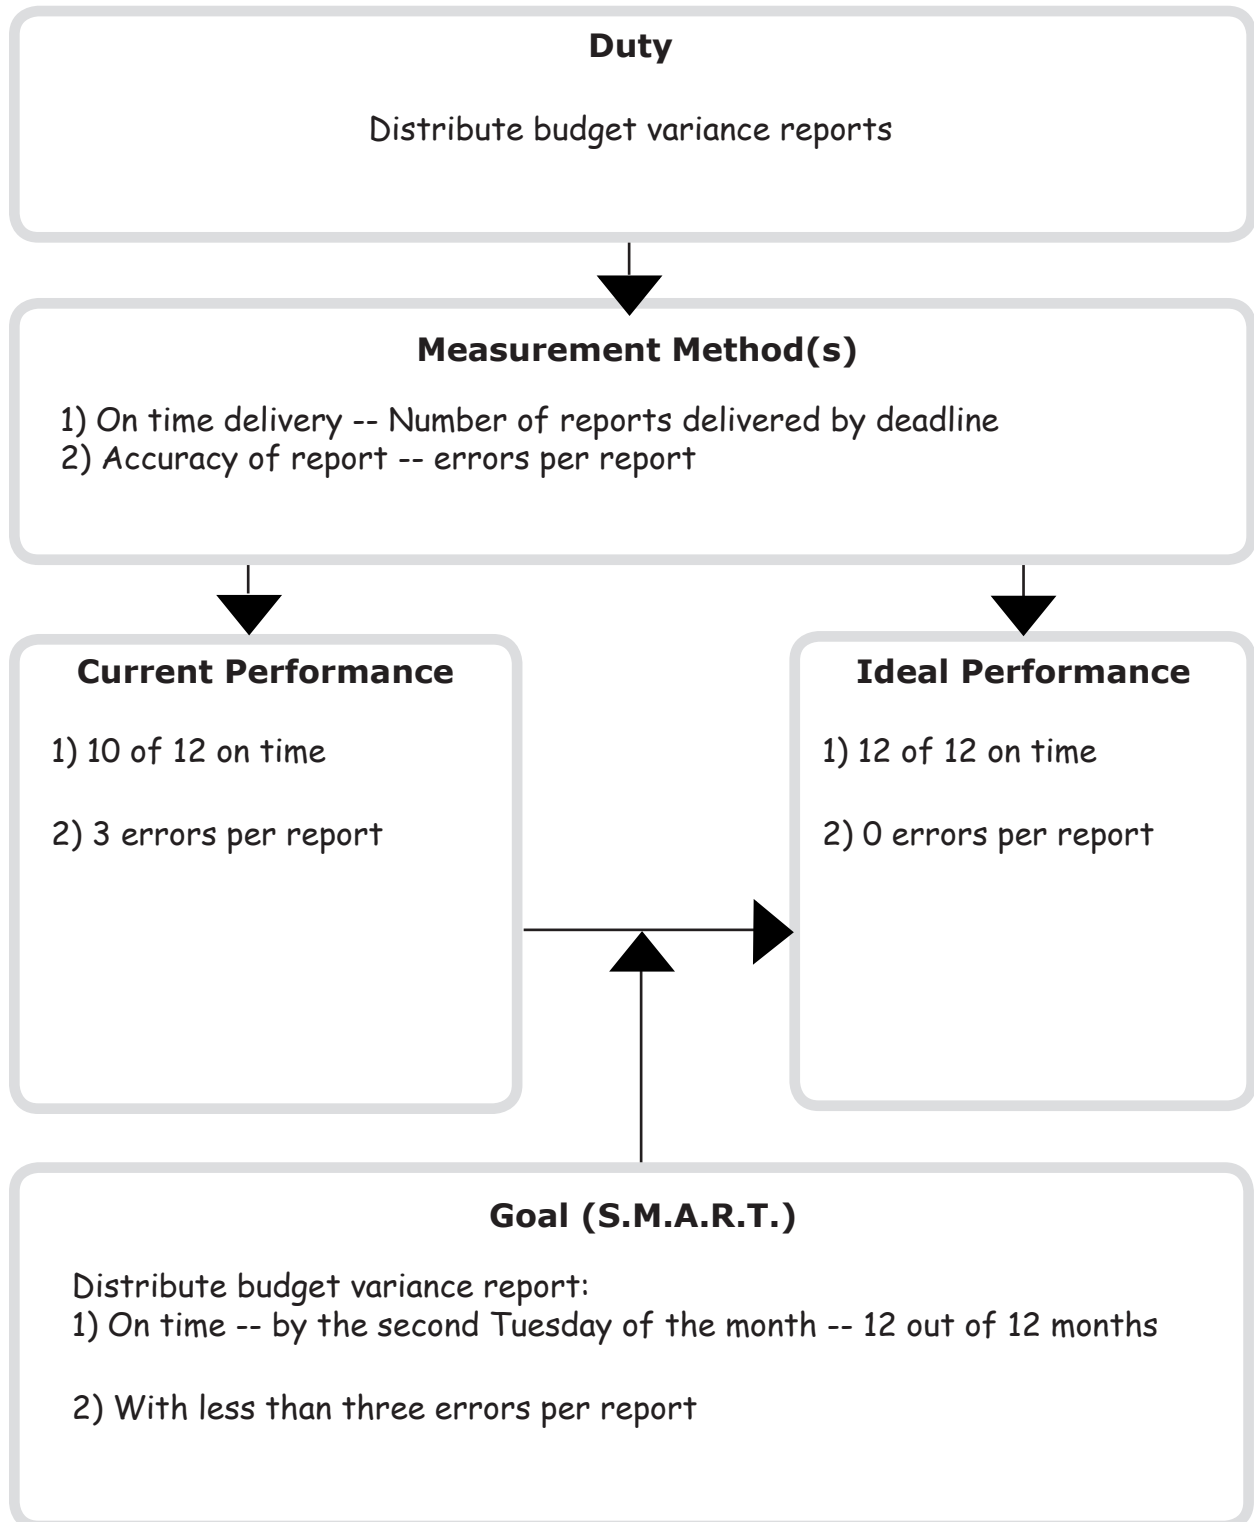 Duty
Distribute budget variance reports
Measurement Method(s)
1) On time delivery -- Number of reports delivered by deadline
2) Accuracy of report -- errors per report
Current Performance
1) 10 of 12 on time
2) 3 errors per report
Ideal Performance
1) 12 of 12 on time
2) 0 errors per report
Goal (S.M.A.R.T.)
Distribute budget variance report:
1) On time -- by the second Tuesday of the month -- 12 out of 12 months
2) With less than three errors per report